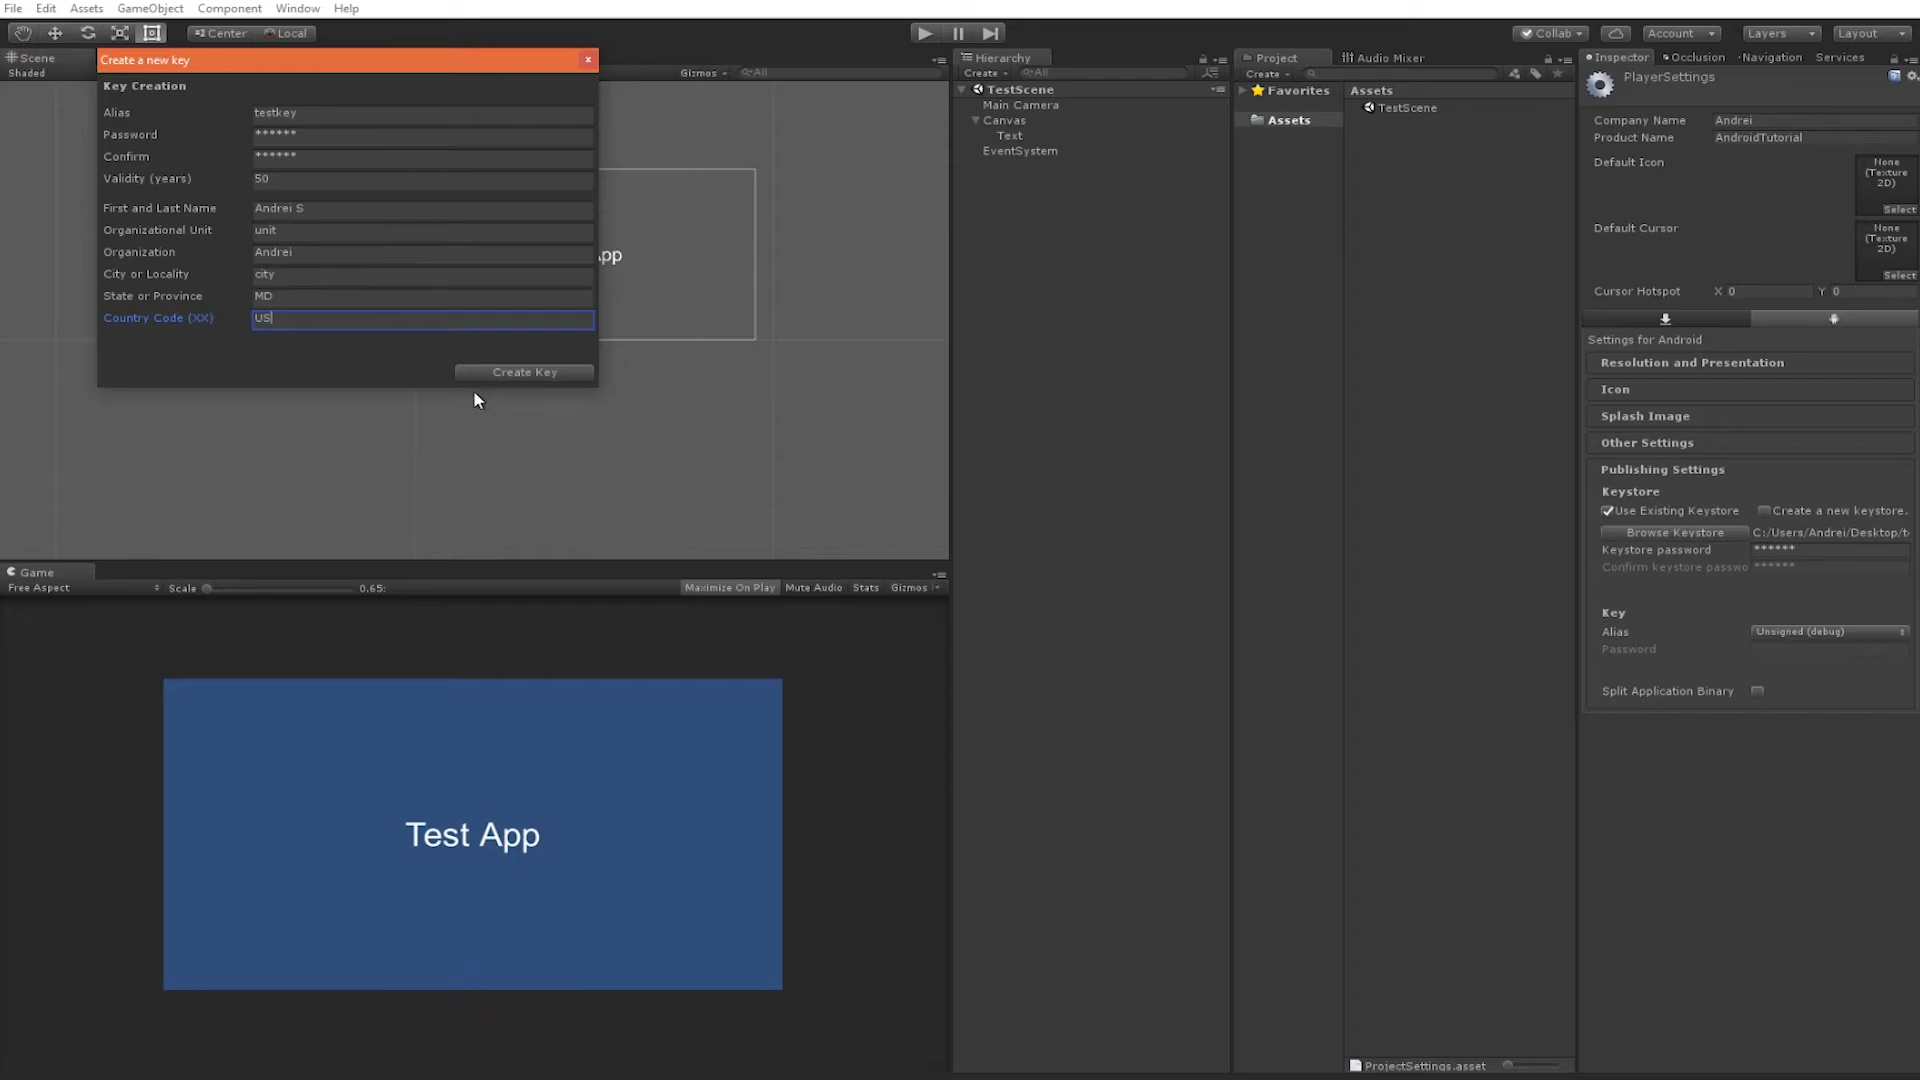 File Edit Assets GameObject Component Window Help
Center Local
Collab Account Layers Layout
Scene
Shaded
Gizmos All
Create a new key x
Key Creation
Alias testkey
Password ******
Confirm ******
Validity (years) 50
First and Last Name Andrei S
Organizational Unit unit
Organization Andrei
City or Locality city
State or Province MD
Country Code (XX) US
Create Key
App
Game
Free Aspect Scale 0.65: Maximize On Play Mute Audio Stats Gizmos
Test App
Hierarchy
Create All
TestScene
Main Camera
Canvas
Text
EventSystem
Project Audio Mixer
Create
Favorites
Assets
Assets
TestScene
ProjectSettings.asset
Inspector Occlusion Navigation Services
PlayerSettings
Company Name Andrei
Product Name AndroidTutorial
Default Icon
None
(Texture
2D)
Select
Default Cursor
None
(Texture
2D)
Select
Cursor Hotspot X 0 Y 0
Settings for Android
Resolution and Presentation
Icon
Splash Image
Other Settings
Publishing Settings
Keystore
Use Existing Keystore Create a new keystore.
Browse Keystore C:/Users/Andrei/Desktop/t
Keystore password ******
Confirm keystore passwo ******
Key
Alias Unsigned (debug)
Password
Split Application Binary